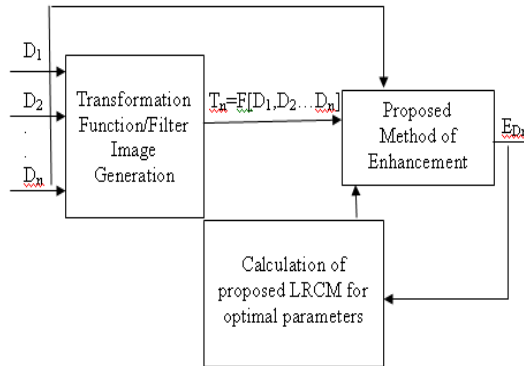 D1
D2
.
.
Dn
Transformation
Function/Filter
Image
Generation
Tn=F[D1,D2...Dn]
Proposed
Method of
Enhancement
EDn
Calculation of
proposed LRCM for
optimal parameters